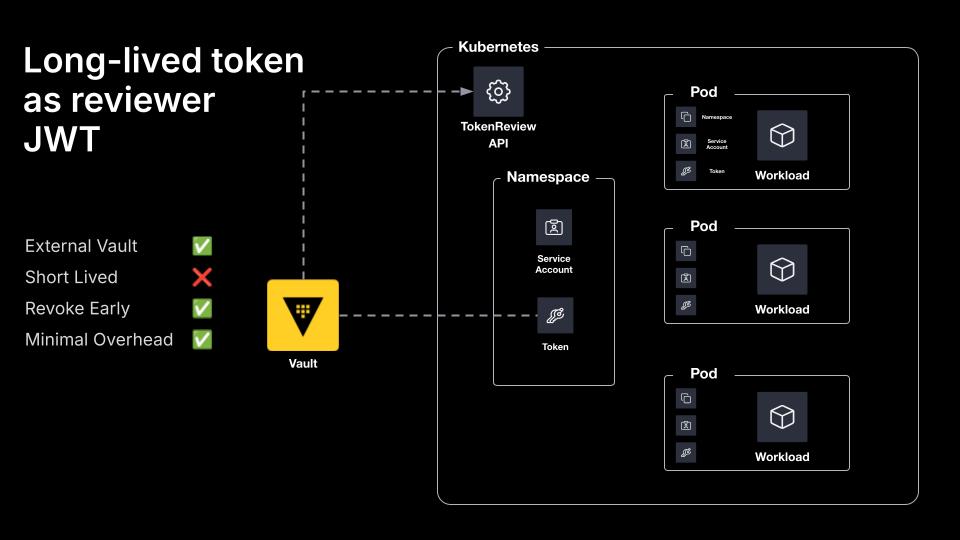 Long-lived token
as reviewer
JWT
External Vault
Short Lived
Revoke Early
Minimal Overhead
Vault
Kubernetes
TokenReview
API
Namespace
Service
Account
Token
Pod
Namespace
Service
Account
Token
Workload
Pod
Workload
Pod
Workload